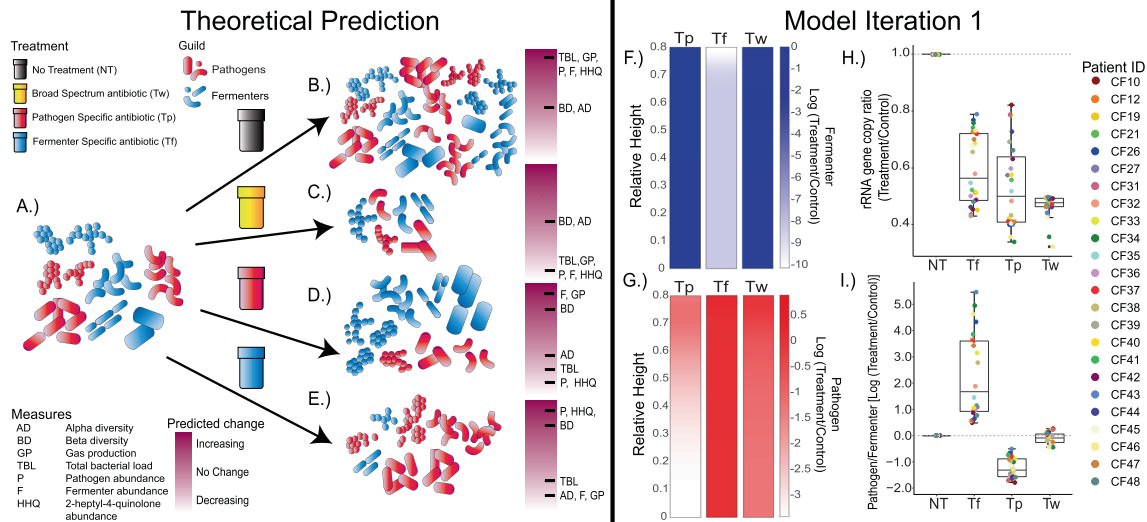 Theoretical Prediction
Treatment
No Treatment (NT)
Broad Spectrum antibiotic (Tw)
Pathogen Specific antibiotic (Tp)
Fermenter Specific antibiotic (Tf)
Guild
Pathogens
Fermenters
A.)
B.)
TBL, GP,
P, F, HHQ
BD, AD
C.)
BD, AD
TBL,GP,
P, F, HHQ
D.)
F, GP
BD
AD
TBL
P, HHQ
E.)
P, HHQ,
BD
TBL
AD, F, GP
Measures
AD Alpha diversity
BD Beta diversity
GP Gas production
TBL Total bacterial load
P Pathogen abundance
F Fermenter abundance
HHQ 2-heptyl-4-quinolone
abundance
Predicted change
Increasing
No Change
Decreasing
Model Iteration 1
F.)
Tp Tf Tw
Relative Height
0.8
0.7
0.6
0.5
0.4
0.3
0.2
0.1
0
0
-1
-2
-3
-4
-5
-6
-7
-8
-9
-10
Fermenter
Log (Treatment/Control)
G.)
Tp Tf Tw
Relative Height
0.8
0.7
0.6
0.5
0.4
0.3
0.2
0.1
0
0.5
0
-0.5
-1
-1.5
-2
-2.5
-3
Pathogen
Log (Treatment/Control)
H.)
rRNA gene copy ratio
(Treatment/Control)
1.0
0.8
0.6
0.4
NT Tf Tp Tw
I.)
Pathogen/Fermenter [Log (Treatment/Control)]
5.0
4.0
3.0
2.0
1.0
0.0
−1.0
−2.0
NT Tf Tp Tw
Patient ID
CF10
CF12
CF19
CF21
CF26
CF27
CF31
CF32
CF33
CF34
CF35
CF36
CF37
CF38
CF39
CF40
CF41
CF42
CF43
CF44
CF45
CF46
CF47
CF48